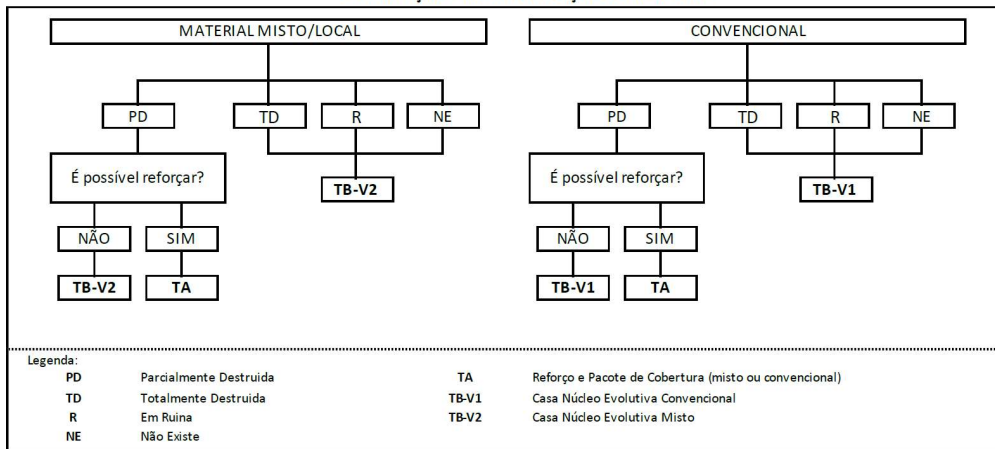 MATERIAL MISTO/LOCAL
PD
TD
R
NE
É possível reforçar?
TB-V2
NÃO
SIM
TB-V2
TA
CONVENCIONAL
PD
TD
R
NE
É possível reforçar?
TB-V1
NÃO
SIM
TB-V1
TA
Legenda:
PD Parcialmente Destruida
TD Totalmente Destruida
R Em Ruina
NE Não Existe
TA Reforço e Pacote de Cobertura (misto ou convencional)
TB-V1 Casa Núcleo Evolutiva Convencional
TB-V2 Casa Núcleo Evolutiva Misto